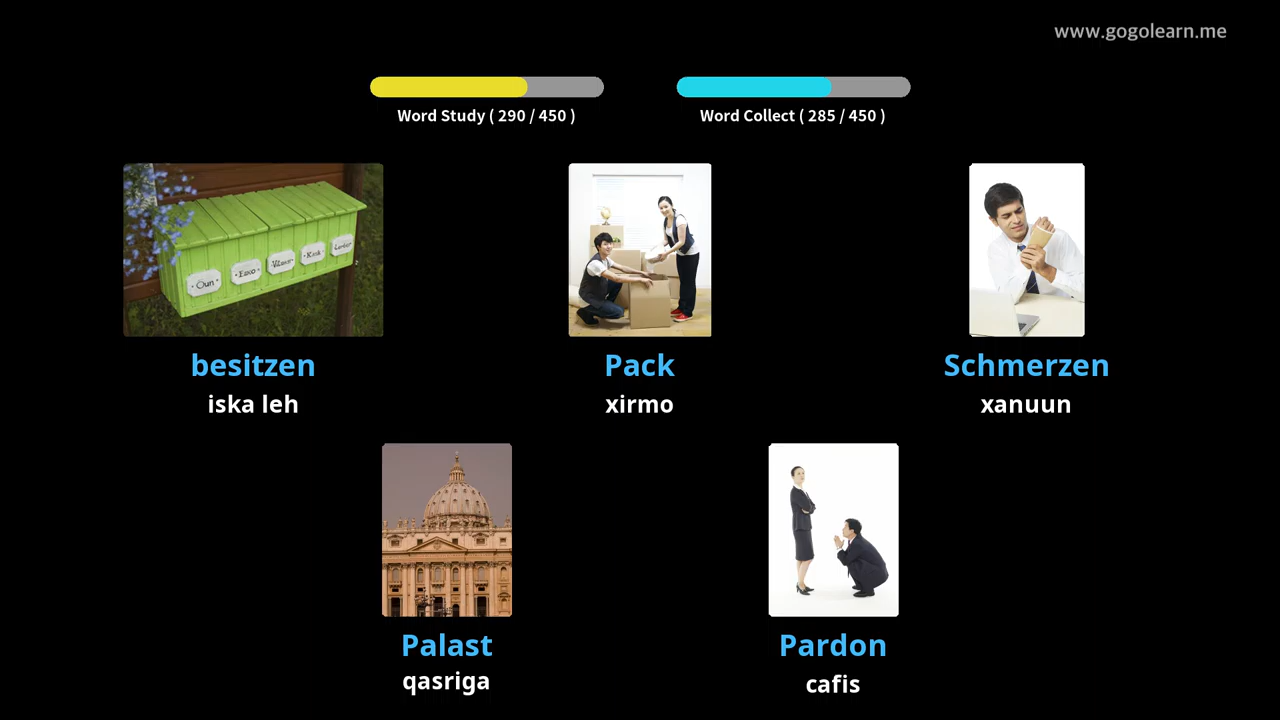 www.gogolearn.me
Word Study ( 290 / 450 )
Word Collect ( 285 / 450 )
Oun
besitzen
iska leh
Pack
xirmo
Schmerzen
xanuun
Palast
qasriga
Pardon
cafis